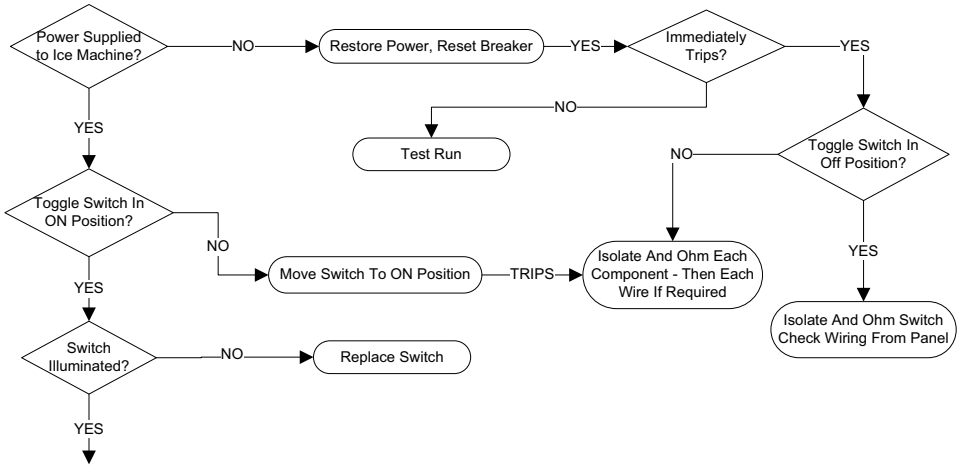 Power Supplied
to Ice Machine?
NO
Restore Power, Reset Breaker
YES
Immediately
Trips?
YES
NO
Test Run
YES
Toggle Switch In
Off Position?
NO
Toggle Switch In
ON Position?
NO
Move Switch To ON Position
TRIPS
Isolate And Ohm Each
Component - Then Each
Wire If Required
YES
Isolate And Ohm Switch
Check Wiring From Panel
YES
Switch
Illuminated?
NO
Replace Switch
YES